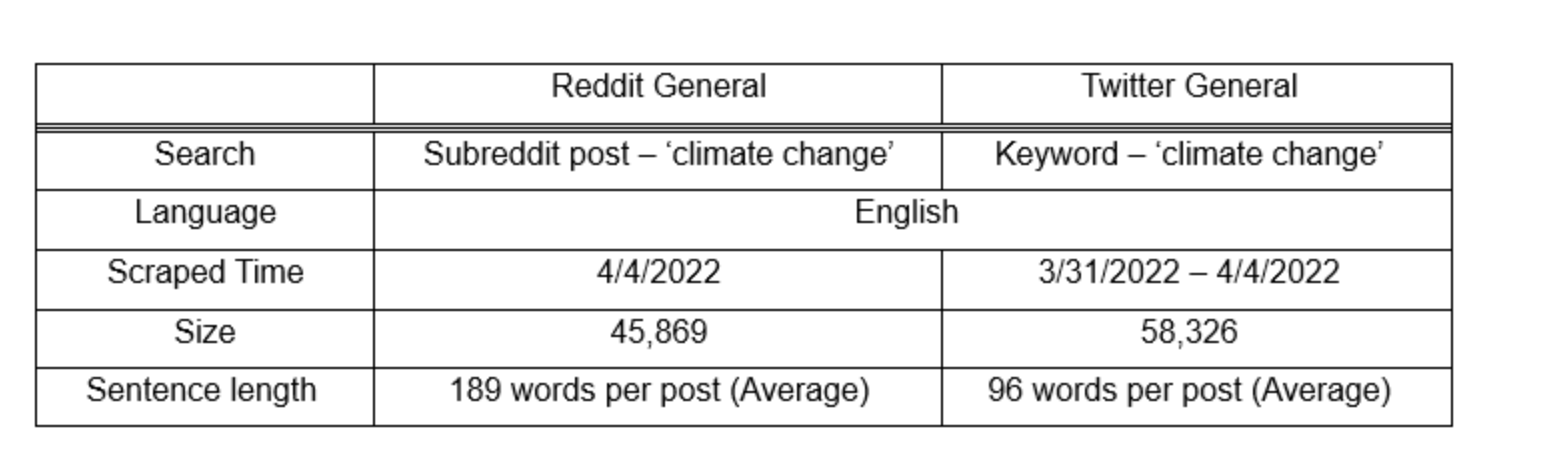 Reddit General Twitter General
Search Subreddit post – ‘climate change’ Keyword – ‘climate change’
Language English
Scraped Time 4/4/2022 3/31/2022 – 4/4/2022
Size 45,869 58,326
Sentence length 189 words per post (Average) 96 words per post (Average)